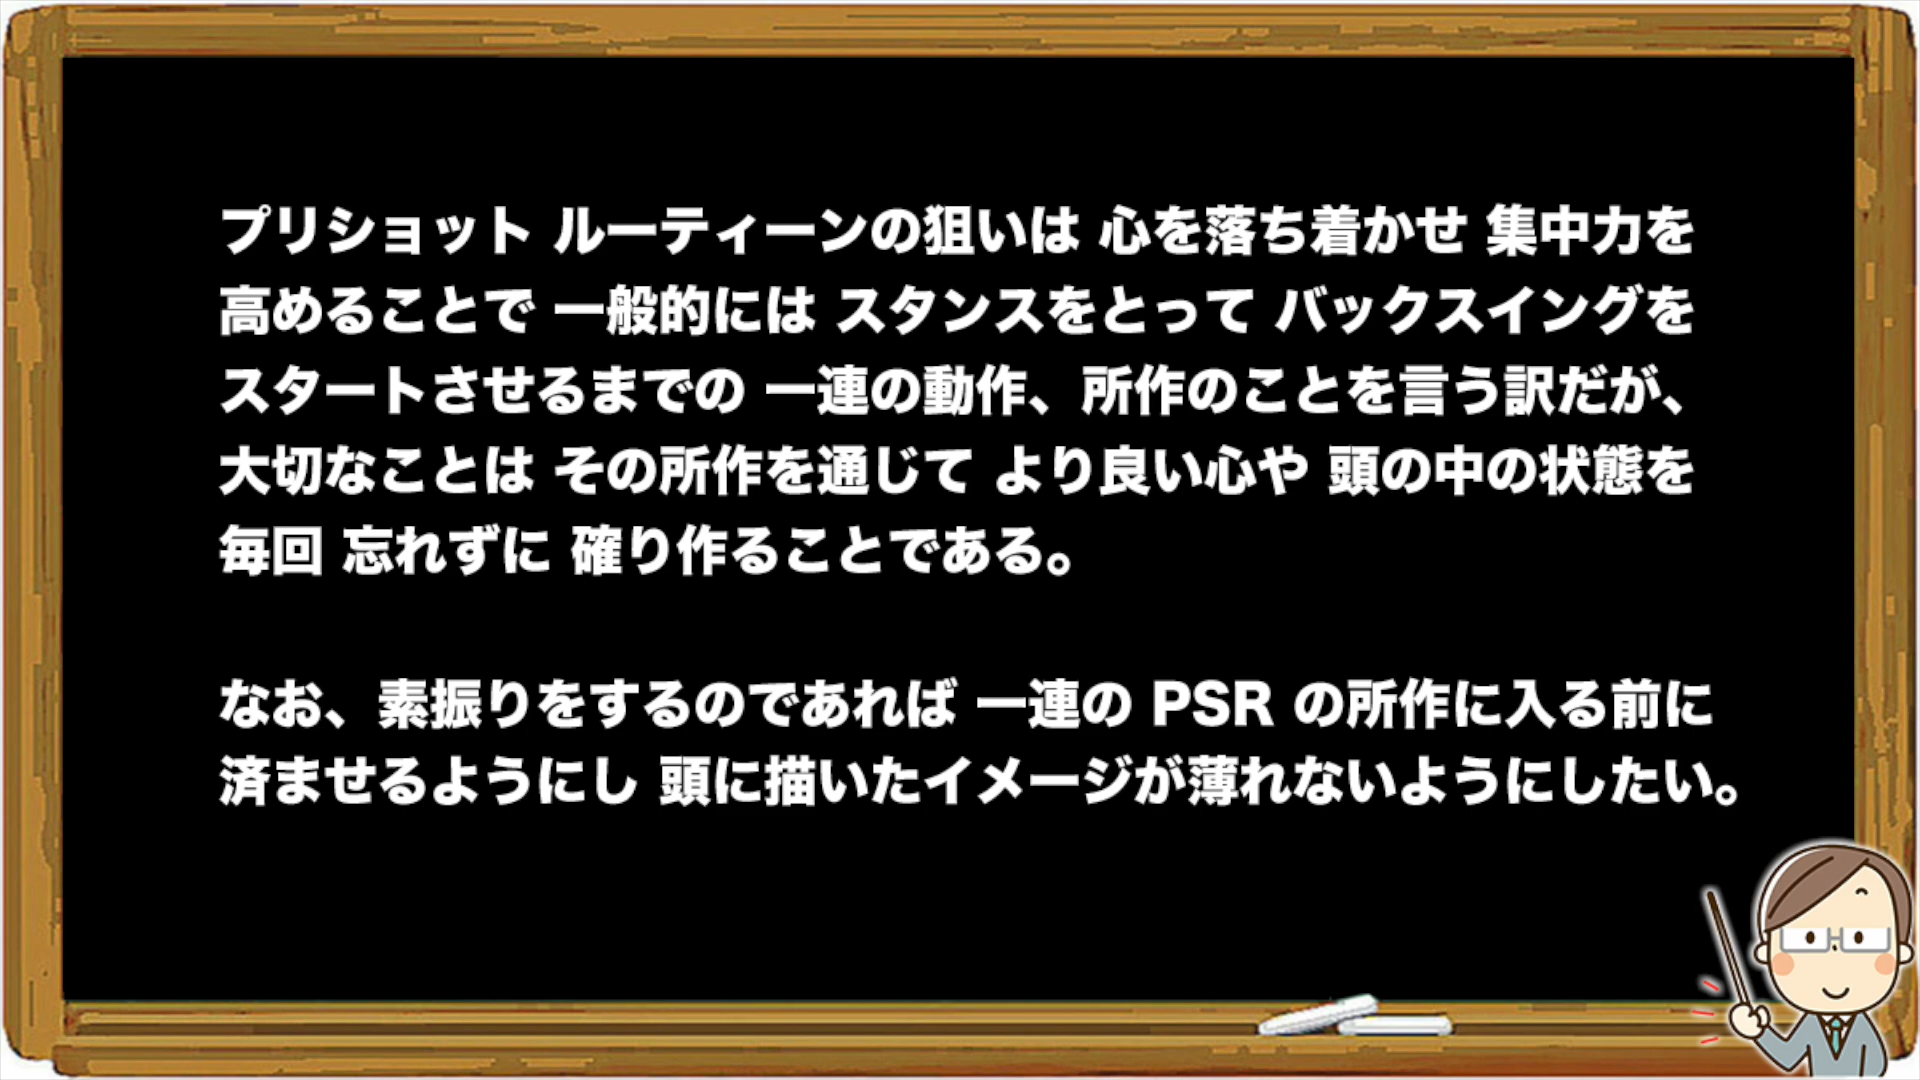 プリショット ルーティーンの狙いは 心を落ち着かせ 集中力を
高めることで 一般的には スタンスをとって バックスイングを
スタートさせるまでの 一連の動作、所作のことを言う訳だが、
大切なことは その所作を通じて より良い心や 頭の中の状態を
毎回 忘れずに 確り作ることである。
なお、素振りをするのであれば 一連の PSR の所作に入る前に
済ませるようにし 頭に描いたイメージが薄れないようにしたい。